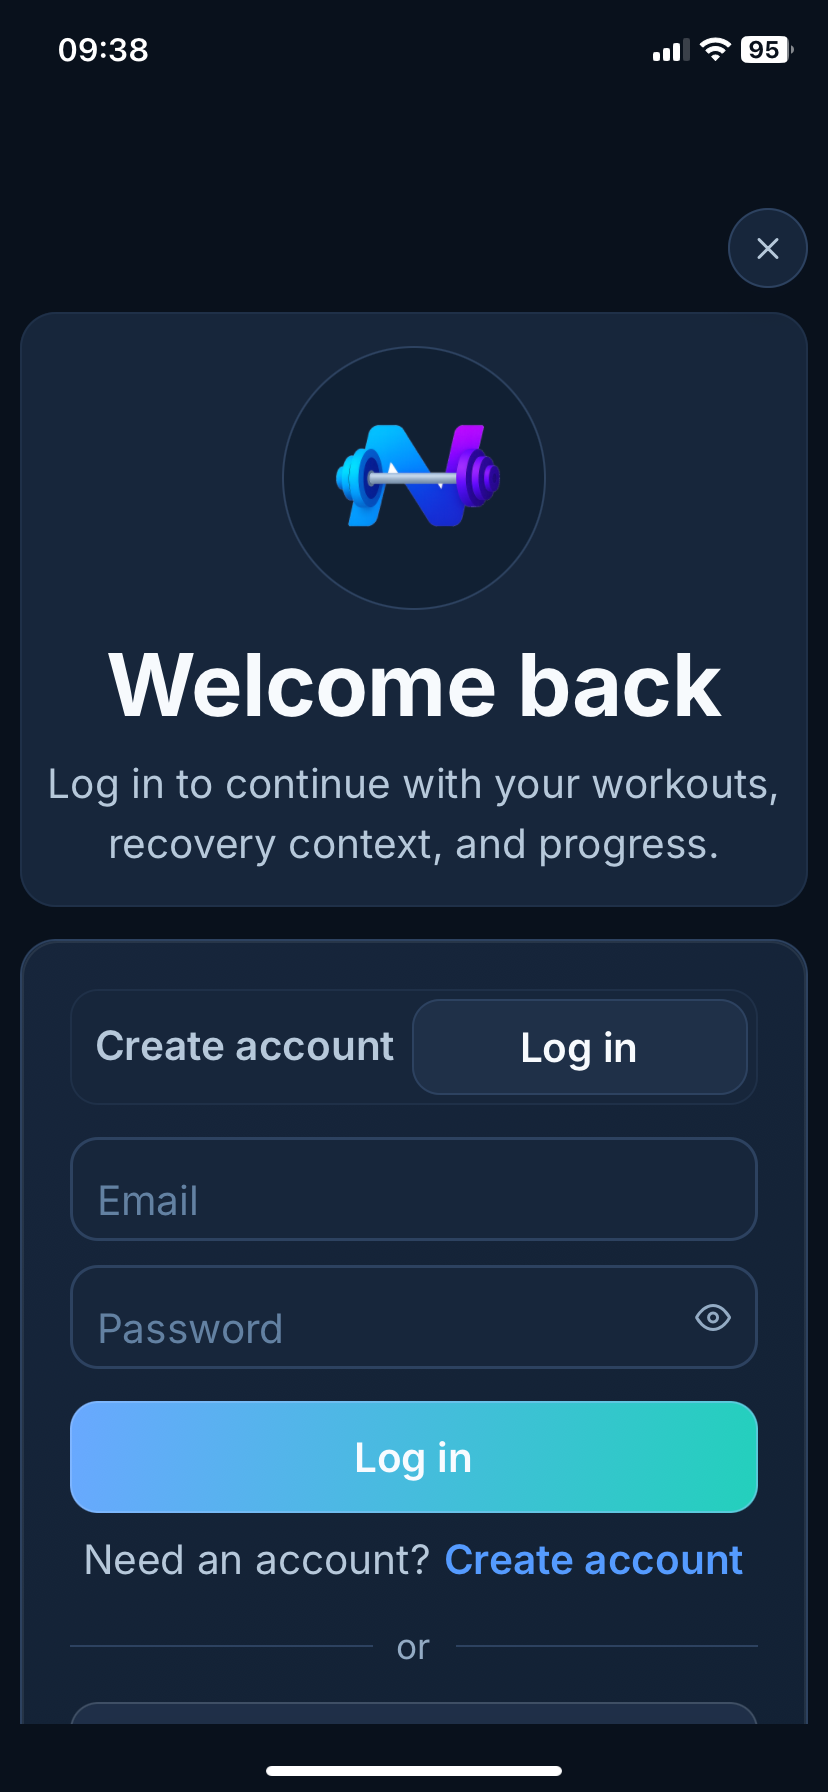 09:38
95
Welcome back
Log in to continue with your workouts,
recovery context, and progress.
Create account
Log in
Email
Password
Log in
Need an account? Create account
or